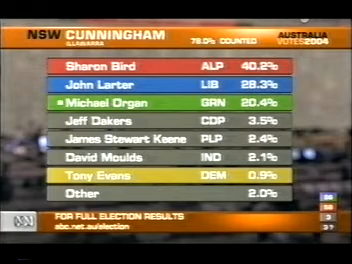 NSW CUNNINGHAM
ILLAWARRA
78.0% COUNTED
AUSTRALIA
VOTES2004
Sharon Bird ALP 40.2%
John Larter LIB 28.3%
Michael Organ GRN 20.4%
Jeff Dakers CDP 3.5%
James Stewart Keene PLP 2.4%
David Moulds IND 2.1%
Tony Evans DEM 0.9%
Other 2.0%
FOR FULL ELECTION RESULTS
abc.net.au/election